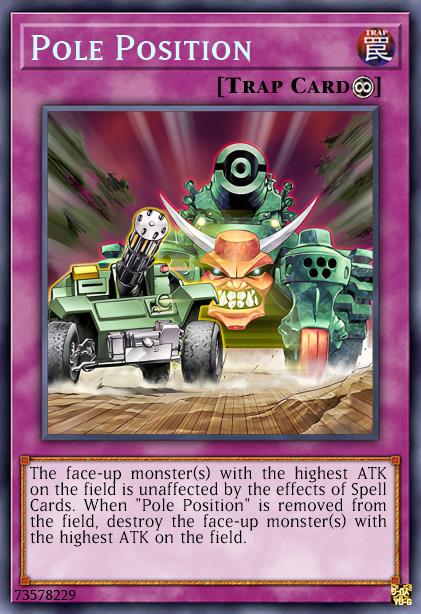 Pole Position
TRAP
罠
[Trap Card]
The face-up monster(s) with the highest ATK
on the field is unaffected by the effects of Spell
Cards. When "Pole Position" is removed from
the field, destroy the face-up monster(s) with
the highest ATK on the field.
73578229